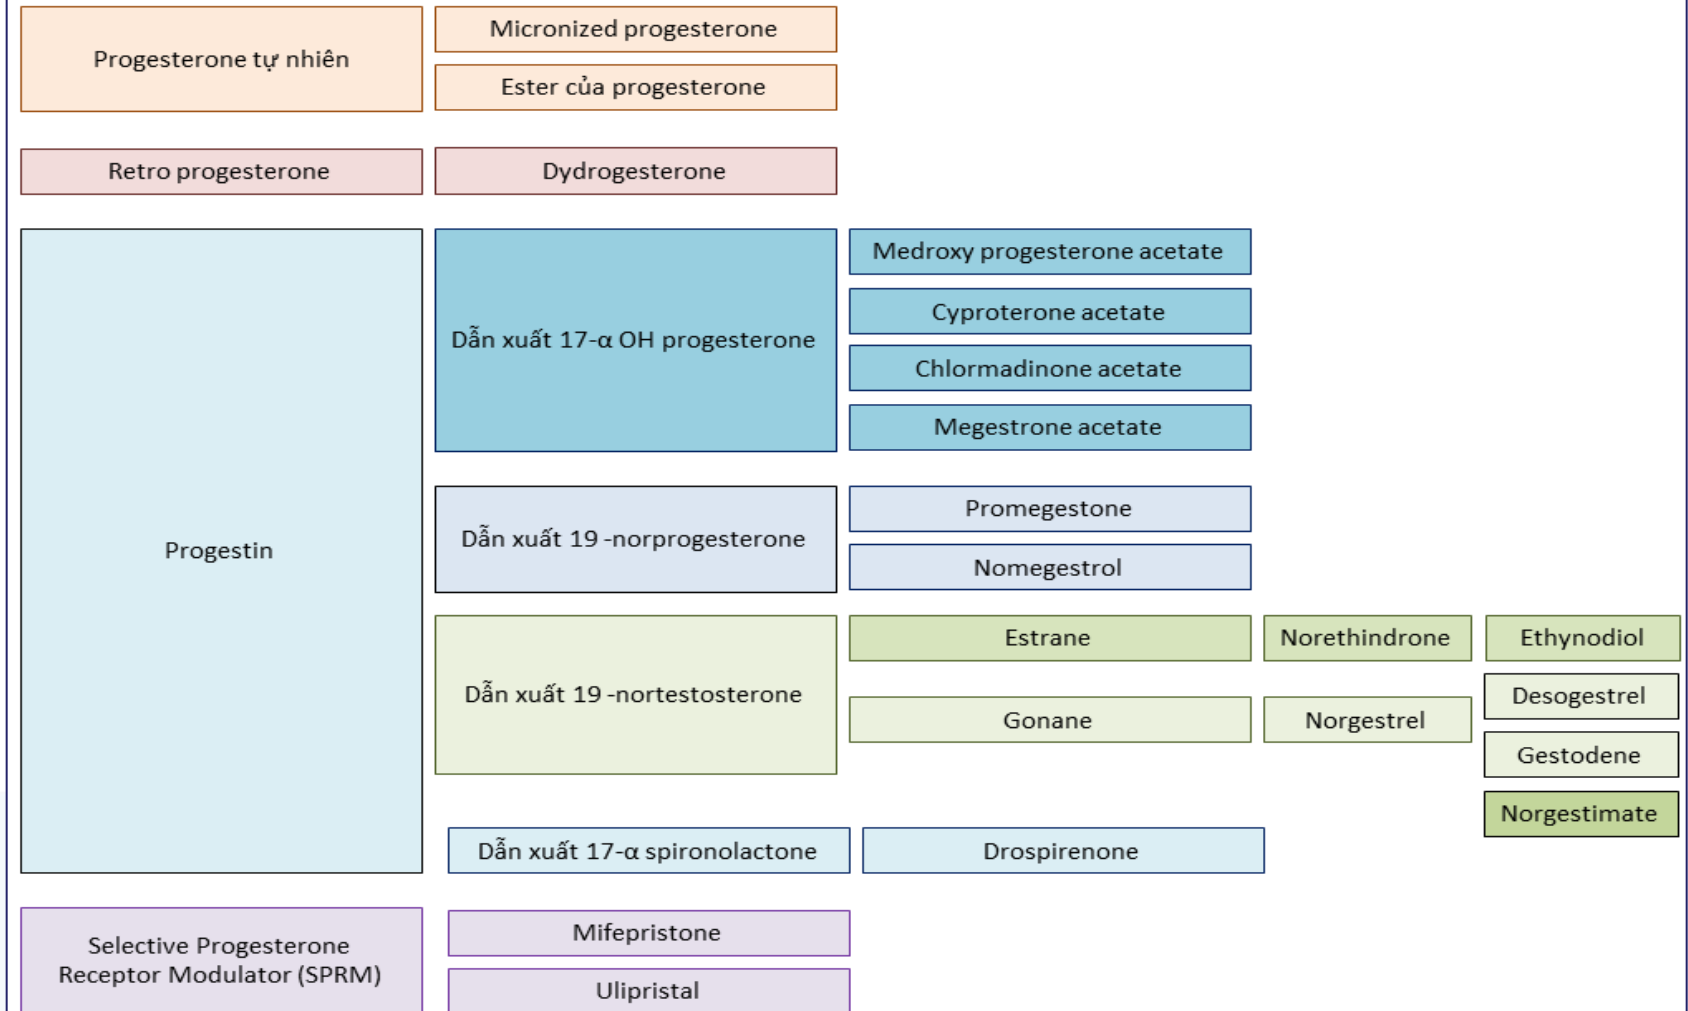 Progesterone tự nhiên
Micronized progesterone
Ester của progesterone
Retro progesterone
Dydrogesterone
Progestin
Dẫn xuất 17-α OH progesterone
Medroxy progesterone acetate
Cyproterone acetate
Chlormadinone acetate
Megestrone acetate
Dẫn xuất 19 -norprogesterone
Promegestone
Nomegestrol
Dẫn xuất 19 -nortestosterone
Estrane
Norethindrone
Ethynodiol
Gonane
Norgestrel
Desogestrel
Gestodene
Norgestimate
Dẫn xuất 17-α spironolactone
Drospirenone
Selective Progesterone
Receptor Modulator (SPRM)
Mifepristone
Ulipristal